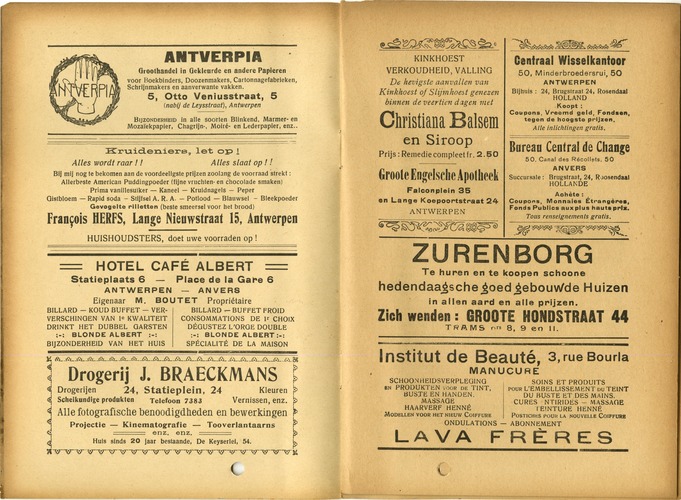 ANTVERPIA
ANTVERPIA
Groothandel in Gekleurde en andere Papieren
voor Boekbinders, Doozenmakers, Cartonnagefabrieken,
Schrijfmakers en aanverwante vakken.
5, Otto Veniusstraat, 5
(nabij de Leysstraat), Antwerpen
BIJZONDERHEID in alle soorten Blinkend, Marmer- en
Mozaiekpapier, Chagrijn-, Moiré- en Lederpapier, enz..
Kruideniers, let op !
Alles wordt raar !! Alles slaat op !!
Bij mij nog te bekomen aan de voordeeligste prijzen zoolang de voorraad strekt :
Allerbeste American Puddingpoeder (fijne vruchten- en chocolade smaken)
Prima vanillesuiker — Kaneel — Kruidnagels — Peper
Gistbloem — Rapid soda — Stijfsel A. R. A. — Potlood — Blauwsel — Bleekpoeder
Gevogelte rilletten (beste smeersel voor het brood)
François HERFS, Lange Nieuwstraat 15, Antwerpen
HUISHOUDSTERS, doet uwe voorraden op !
HOTEL CAFÉ ALBERT
Statieplaats 6 — Place de la Gare 6
ANTWERPEN — ANVERS
Eigenaar M. BOUTET Propriétaire
BILLARD — KOUD BUFFET — VER-
VERSCHINGEN VAN 1e KWALITEIT
DRINKT HET DUBBEL GARSTEN
:-: BLONDE ALBERT :-:
BIJZONDERHEID VAN HET HUIS
BILLARD — BUFFET FROID
CONSOMMATIONS DE 1r CHOIX
DÉGUSTEZ L'ORGE DOUBLE
:-: BLONDE ALBERT :-:
SPÉCIALITÉ DE LA MAISON
Drogerij J. BRAECKMANS
Drogerijen 24, Statieplein, 24 Kleuren
Scheikundige produkten Telefoon 7383 Vernissen, enz.
Alle fotografische benoodigdheden en bewerkingen
Projectie — Kinematografie — Tooverlantaarns
enz. enz.
Huis sinds 20 jaar bestaande, De Keyserlei, 54.
KINKHOEST
VERKOUDHEID, VALLING
De hevigste aanvallen van
Kinkhoest of Slijmhoest genezen
binnen de veertien dagen met
Christiana Balsem
en Siroop
Prijs : Remedie compleet fr. 2.50
Groote Engelsche Apotheek
Falconplein 35
en Lange Koepoortstraat 24
ANTWERPEN
Centraal Wisselkantoor
50, Minderbroedersrui, 50
ANTWERPEN
Bijhuis : 24, Brugstraat 24, Rosendaal
HOLLAND
Koopt :
Coupons, Vreemd geld, Fondsen,
tegen de hoogste prijzen.
Alle inlichtingen gratis.
Bureau Central de Change
50, Canal des Récollets, 50
ANVERS
Succursale : Brugstraat, 24, Rosendaal
HOLLANDE
Achète :
Coupons, Monnaies Étrangères,
Fonds Publics aux plus hauts prix.
Tous renseignements gratis.
ZURENBORG
Te huren en te koopen schoone
hedendaagsche goed gebouwde Huizen
in allen aard en alle prijzen.
Zich wenden : GROOTE HONDSTRAAT 44
TRAMS nrs 8, 9 en 11.
Institut de Beauté, 3, rue Bourla
MANUCURE
SCHOONHEIDSVERPLEGING
EN PRODUKTEN VOOR DE TINT,
BUSTE EN HANDEN.
MASSAGE
HAARVERF HENNÉ
MODELLEN VOOR HET NIEUW COIFFURE
SOINS ET PRODUITS
POUR L'EMBELLISSEMENT DU TEINT
DU BUSTE ET DES MAINS.
CURES NTIRIDES — MASSAGE
TEINTURE HENNÉ
POSTICHES POUR LA NOUVELLE COIFFURE
ONDULATIONS — ABONNEMENT
LAVA FRÈRES